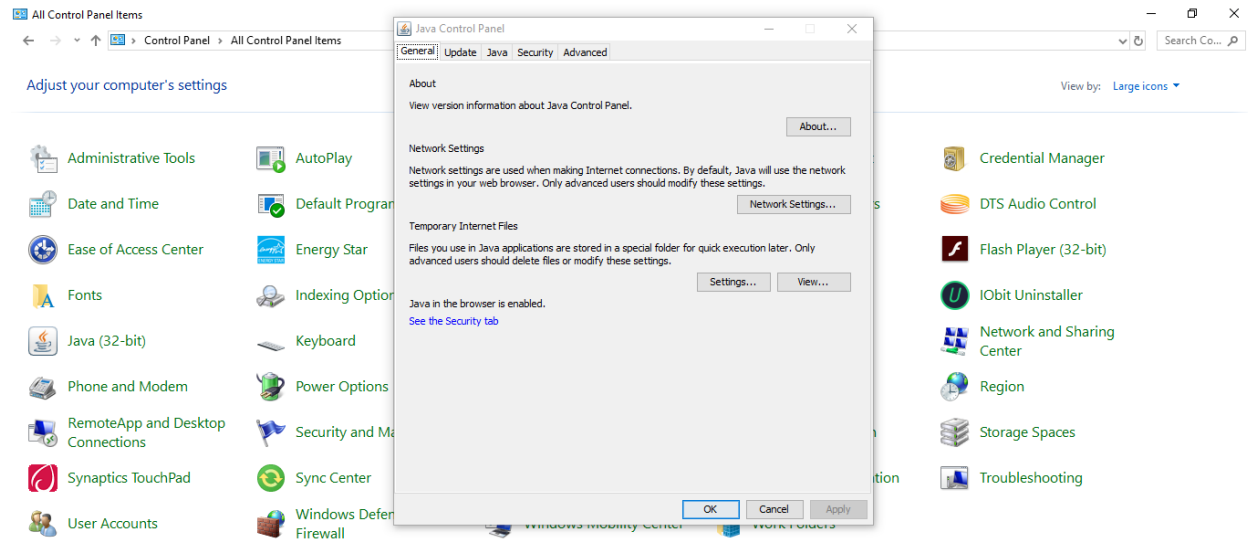 All Control Panel Items
Control Panel > All Control Panel Items
Search Co...
Adjust your computer's settings
View by: Large icons
Administrative Tools
AutoPlay
Credential Manager
Date and Time
Default Progran
s
DTS Audio Control
Ease of Access Center
Energy Star
Flash Player (32-bit)
Fonts
Indexing Option
IObit Uninstaller
Java (32-bit)
Keyboard
Network and Sharing
Center
Phone and Modem
Power Options
Region
RemoteApp and Desktop
Connections
Security and Ma
Storage Spaces
Synaptics TouchPad
Sync Center
tion
Troubleshooting
User Accounts
Windows Defen
Firewall
Windows Mobility Center
Work Folders
Java Control Panel
General Update Java Security Advanced
About
View version information about Java Control Panel.
About...
Network Settings
Network settings are used when making Internet connections. By default, Java will use the network
settings in your web browser. Only advanced users should modify these settings.
Network Settings...
Temporary Internet Files
Files you use in Java applications are stored in a special folder for quick execution later. Only
advanced users should delete files or modify these settings.
Settings... View...
Java in the browser is enabled.
See the Security tab
OK Cancel Apply